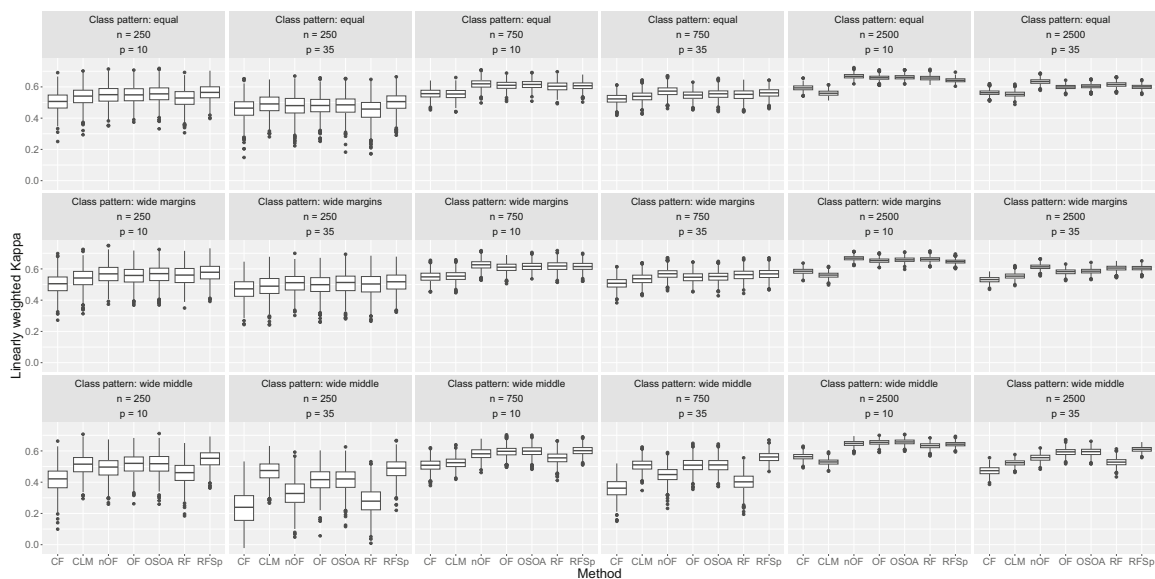 Class pattern: equal
n = 250
p = 10
Class pattern: equal
n = 250
p = 35
Class pattern: equal
n = 750
p = 10
Class pattern: equal
n = 750
p = 35
Class pattern: equal
n = 2500
p = 10
Class pattern: equal
n = 2500
p = 35
0.6
0.4
0.2
0.0
Class pattern: wide margins
n = 250
p = 10
Class pattern: wide margins
n = 250
p = 35
Class pattern: wide margins
n = 750
p = 10
Class pattern: wide margins
n = 750
p = 35
Class pattern: wide margins
n = 2500
p = 10
Class pattern: wide margins
n = 2500
p = 35
Linearly weighted Kappa
0.6
0.4
0.2
0.0
Class pattern: wide middle
n = 250
p = 10
Class pattern: wide middle
n = 250
p = 35
Class pattern: wide middle
n = 750
p = 10
Class pattern: wide middle
n = 750
p = 35
Class pattern: wide middle
n = 2500
p = 10
Class pattern: wide middle
n = 2500
p = 35
0.6
0.4
0.2
0.0
CF CLM nOF OF OSOA RF RFSp
CF CLM nOF OF OSOA RF RFSp
CF CLM nOF OF OSOA RF RFSp
CF CLM nOF OF OSOA RF RFSp
CF CLM nOF OF OSOA RF RFSp
CF CLM nOF OF OSOA RF RFSp
Method